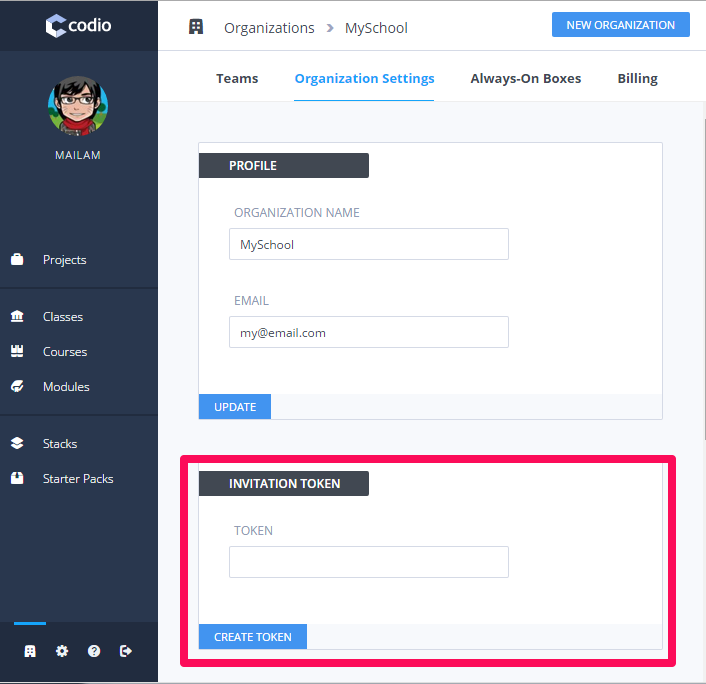 codio
MAILAM
Projects
Classes
Courses
Modules
Stacks
Starter Packs
Organizations > MySchool
NEW ORGANIZATION
Teams Organization Settings Always-On Boxes Billing
PROFILE
ORGANIZATION NAME
MySchool
EMAIL
my@email.com
UPDATE
INVITATION TOKEN
TOKEN
CREATE TOKEN